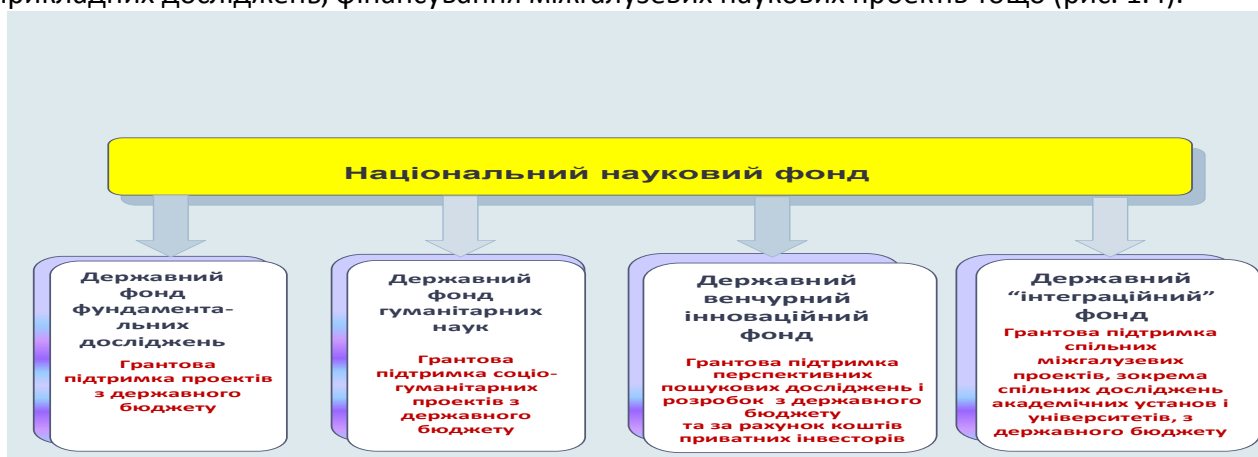 прикладних досліджень, фінансування міжгалузевих наукових проектів тощо (рис. 1.4).
Національний науковий фонд
Державний
фонд
фундамента-
льних
досліджень
Грантова
підтримка проектів
з державного
бюджету
Державний
фонд
гуманітарних
наук
Грантова
підтримка соціо-
гуманітарних
проектів з
державного
бюджету
Державний
венчурний
інноваційний
фонд
Грантова підтримка
перспективних
пошукових досліджень і
розробок з державного
бюджету
та за рахунок коштів
приватних інвесторів
Державний
“інтеграційний”
фонд
Грантова підтримка
спільних
міжгалузевих
проектів, зокрема
спільних досліджень
академічних установ і
університетів, з
державного бюджету